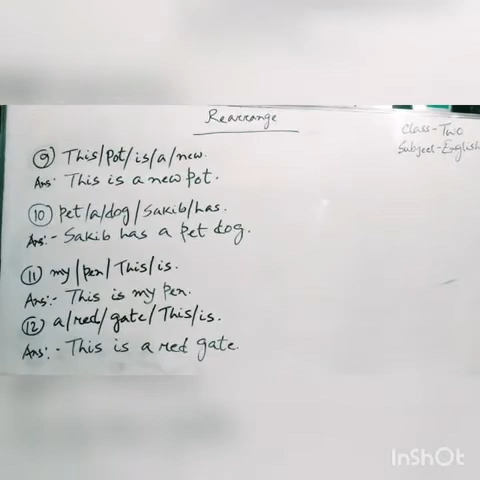 Rearrange
Class-Two
Subject-English
9 This/Pot/is/a/new.
Ans:- This is a new pot.
10 pet/a/dog/Sakib/has.
Ans:- Sakib has a pet dog.
11 my/pen/This/is.
Ans:- This is my pen.
12 a/red/gate/This/is.
Ans:- This is a red gate.
InShOt